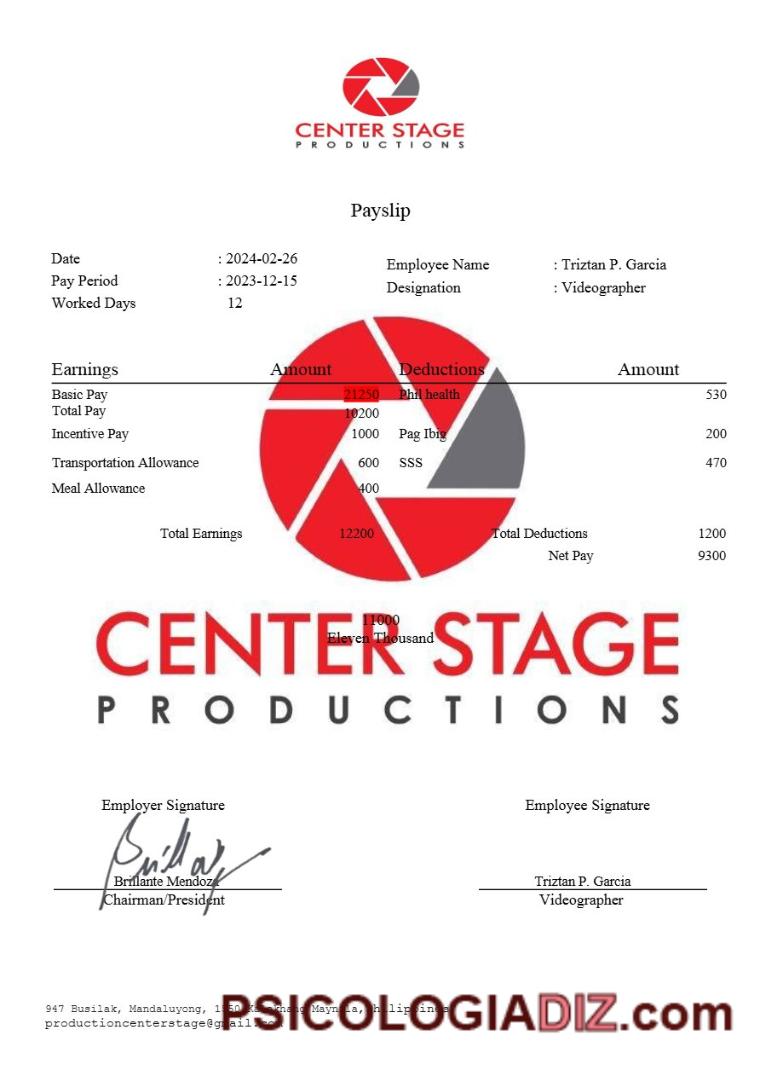 CENTER STAGE
PRODUCTIONS
Payslip
Date : 2024-02-26
Pay Period : 2023-12-15
Worked Days 12
Employee Name : Triztan P. Garcia
Designation : Videographer
Earnings Amount Deductions Amount
Basic Pay 21250 Phil health 530
Total Pay 10200
Incentive Pay 1000 Pag Ibig 200
Transportation Allowance 600 SSS 470
Meal Allowance 400
Total Earnings 12200 Total Deductions 1200
Net Pay 9300
11000
Eleven Thousand
CENTER STAGE
PRODUCTIONS
Employer Signature Employee Signature
Brillante Mendoza Triztan P. Garcia
Chairman/President Videographer
947 Busilak, Mandaluyong, Philippines
productioncenterstage@gmail.com
PSICOLOGIADIZ.com